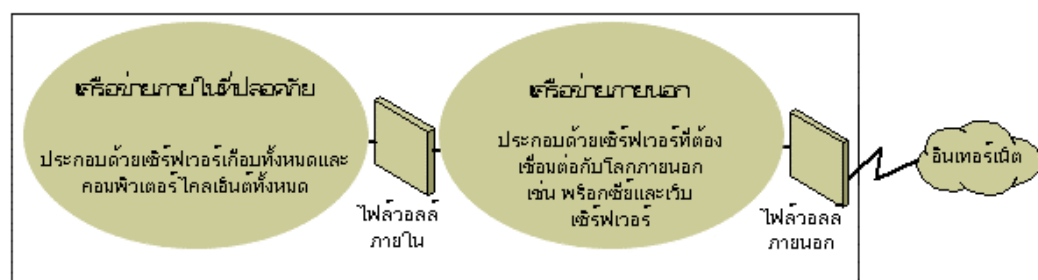 เครือข่ายภายในที่ปลอดภัย
ประกอบด้วยเซิร์ฟเวอร์เกือบทั้งหมดและ
คอมพิวเตอร์ไคลเอ็นต์ทั้งหมด
ไฟล์วอลล์
ภายใน
เครือข่ายภายนอก
ประกอบด้วยเซิร์ฟเวอร์ที่ต้อง
เชื่อมต่อกับโลกภายนอก
เช่น พร็อกซี่ย์และเว็บ
เซิร์ฟเวอร์
ไฟล์วอลล
ภายนอก
อินเทอร์เน็ต